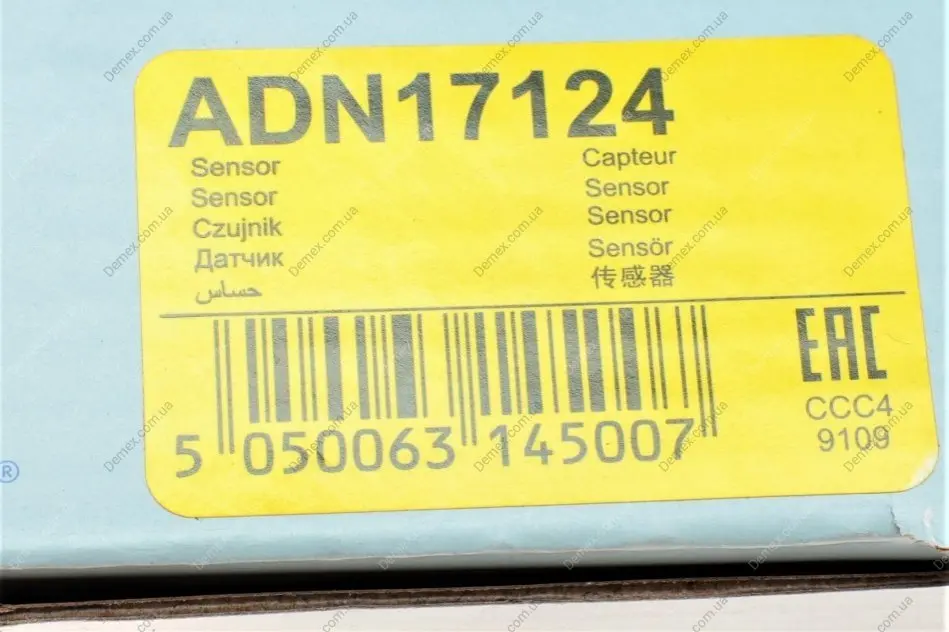 ADN17124
Sensor
Sensor
Czujnik
Датчик
حساس
Capteur
Sensor
Sensor
Sensör
传感器
EAC
CCC4
9109
5 050063 145007
®
Demex.com.ua